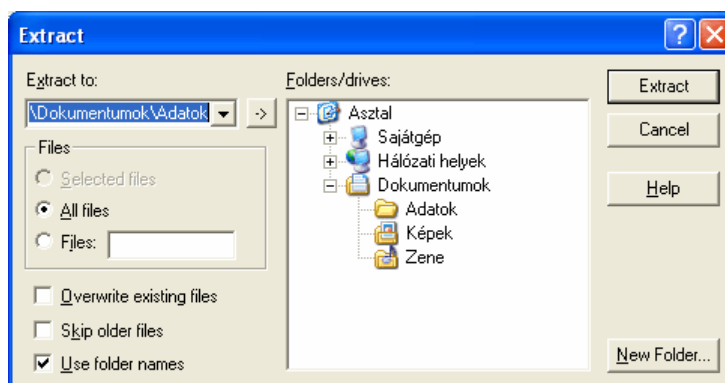 Extract
Extract to:
\Dokumentumok\Adatok
->
Files
Selected files
All files
Files:
Overwrite existing files
Skip older files
Use folder names
Folders/drives:
Asztal
Sajátgép
Hálózati helyek
Dokumentumok
Adatok
Képek
Zene
Extract
Cancel
Help
New Folder...